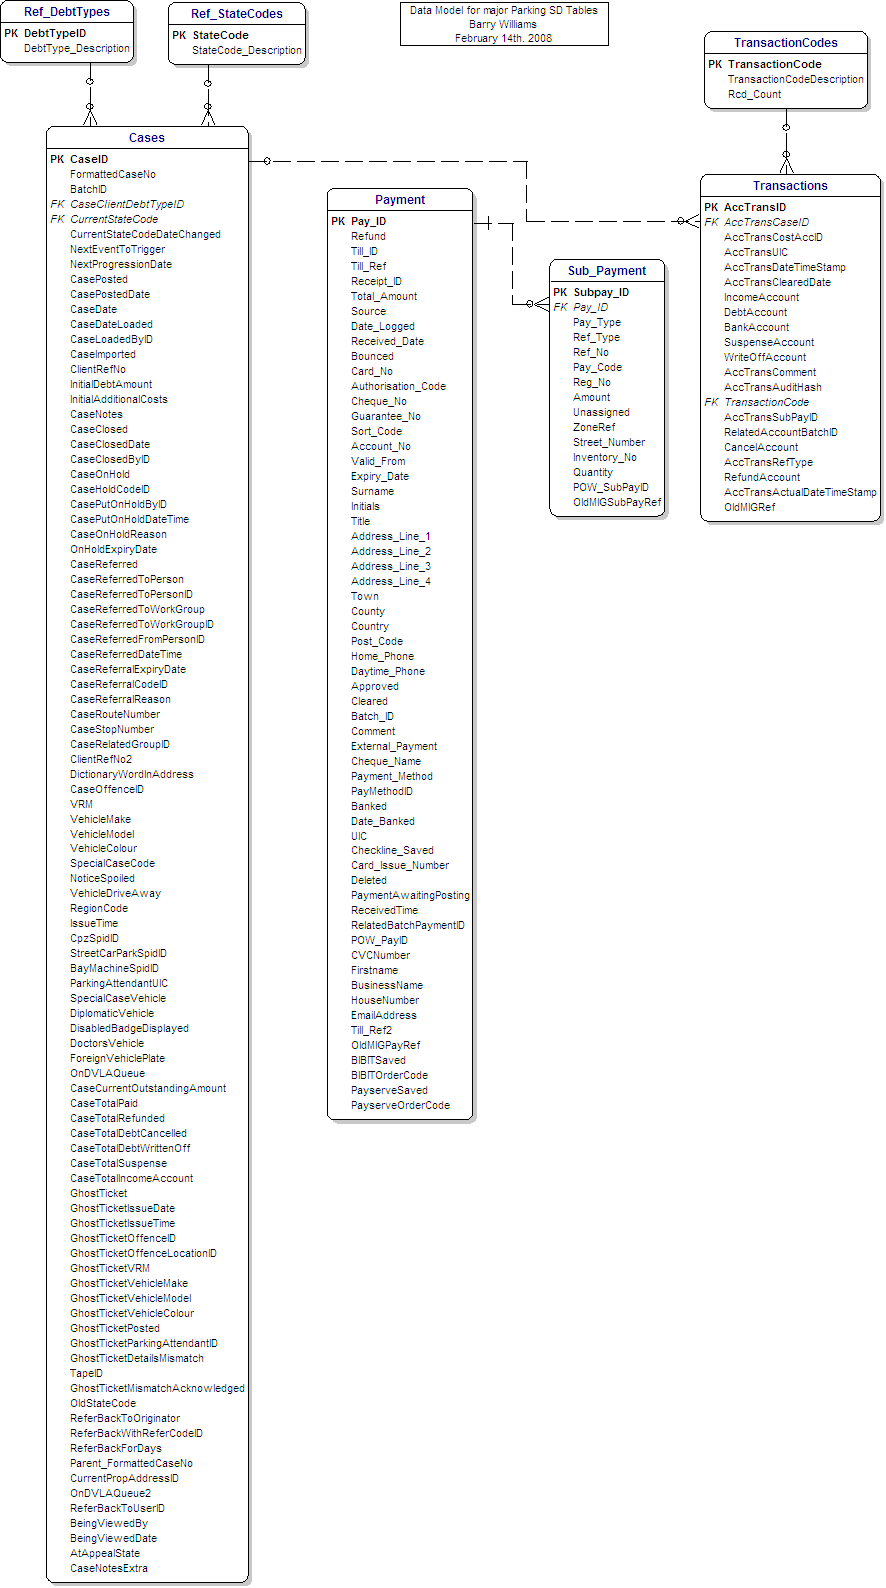 Data Model for major Parking SD Tables
Barry Williams
February 14th. 2008
Ref_DebtTypes
PK DebtTypeID
DebtType_Description
Ref_StateCodes
PK StateCode
StateCode_Description
TransactionCodes
PK TransactionCode
TransactionCodeDescription
Rcd_Count
Cases
PK CaseID
FormattedCaseNo
BatchID
FK CaseClientDebtTypeID
FK CurrentStateCode
CurrentStateCodeDateChanged
NextEventToTrigger
NextProgressionDate
CasePosted
CasePostedDate
CaseDate
CaseDateLoaded
CaseLoadedByID
CaseImported
ClientRefNo
InitialDebtAmount
InitialAdditionalCosts
CaseNotes
CaseClosed
CaseClosedDate
CaseClosedByID
CaseOnHold
CaseHoldCodeID
CasePutOnHoldByID
CasePutOnHoldDateTime
CaseOnHoldReason
OnHoldExpiryDate
CaseReferred
CaseReferredToPerson
CaseReferredToPersonID
CaseReferredToWorkGroup
CaseReferredToWorkGroupID
CaseReferredFromPersonID
CaseReferredDateTime
CaseReferralExpiryDate
CaseReferralCodeID
CaseReferralReason
CaseRouteNumber
CaseStopNumber
CaseRelatedGroupID
ClientRefNo2
DictionaryWordInAddress
CaseOffenceID
VRM
VehicleMake
VehicleModel
VehicleColour
SpecialCaseCode
NoticeSpoiled
VehicleDriveAway
RegionCode
IssueTime
CpzSpidID
StreetCarParkSpidID
BayMachineSpidID
ParkingAttendantUIC
SpecialCaseVehicle
DiplomaticVehicle
DisabledBadgeDisplayed
DoctorsVehicle
ForeignVehiclePlate
OnDVLAQueue
CaseCurrentOutstandingAmount
CaseTotalPaid
CaseTotalRefunded
CaseTotalDebtCancelled
CaseTotalDebtWrittenOff
CaseTotalSuspense
CaseTotalIncomeAccount
GhostTicket
GhostTicketIssueDate
GhostTicketIssueTime
GhostTicketOffenceID
GhostTicketOffenceLocationID
GhostTicketVRM
GhostTicketVehicleMake
GhostTicketVehicleModel
GhostTicketVehicleColour
GhostTicketPosted
GhostTicketParkingAttendantID
GhostTicketDetailsMismatch
TapeID
GhostTicketMismatchAcknowledged
OldStateCode
ReferBackToOriginator
ReferBackWithReferCodeID
ReferBackForDays
Parent_FormattedCaseNo
CurrentPropAddressID
OnDVLAQueue2
ReferBackToUserID
BeingViewedBy
BeingViewedDate
AtAppealState
CaseNotesExtra
Payment
PK Pay_ID
Refund
Till_ID
Till_Ref
Receipt_ID
Total_Amount
Source
Date_Logged
Received_Date
Bounced
Card_No
Authorisation_Code
Cheque_No
Guarantee_No
Sort_Code
Account_No
Valid_From
Expiry_Date
Surname
Initials
Title
Address_Line_1
Address_Line_2
Address_Line_3
Address_Line_4
Town
County
Country
Post_Code
Home_Phone
Daytime_Phone
Approved
Cleared
Batch_ID
Comment
External_Payment
Cheque_Name
Payment_Method
PayMethodID
Banked
Date_Banked
UIC
Checkline_Saved
Card_Issue_Number
Deleted
PaymentAwaitingPosting
ReceivedTime
RelatedBatchPaymentID
POW_PayID
CVCNumber
Firstname
BusinessName
HouseNumber
EmailAddress
Till_Ref2
OldMIGPayRef
BIBITSaved
BIBITOrderCode
PayserveSaved
PayserveOrderCode
Sub_Payment
PK Subpay_ID
FK Pay_ID
Pay_Type
Ref_Type
Ref_No
Pay_Code
Reg_No
Amount
Unassigned
ZoneRef
Street_Number
Inventory_No
Quantity
POW_SubPayID
OldMIGSubPayRef
Transactions
PK AccTransID
FK AccTransCaseID
AccTransCostAccID
AccTransUIC
AccTransDateTimeStamp
AccTransClearedDate
IncomeAccount
DebtAccount
BankAccount
SuspenseAccount
WriteOffAccount
AccTransComment
AccTransAuditHash
FK TransactionCode
AccTransSubPayID
RelatedAccountBatchID
CancelAccount
AccTransRefType
RefundAccount
AccTransActualDateTimeStamp
OldMIGRef